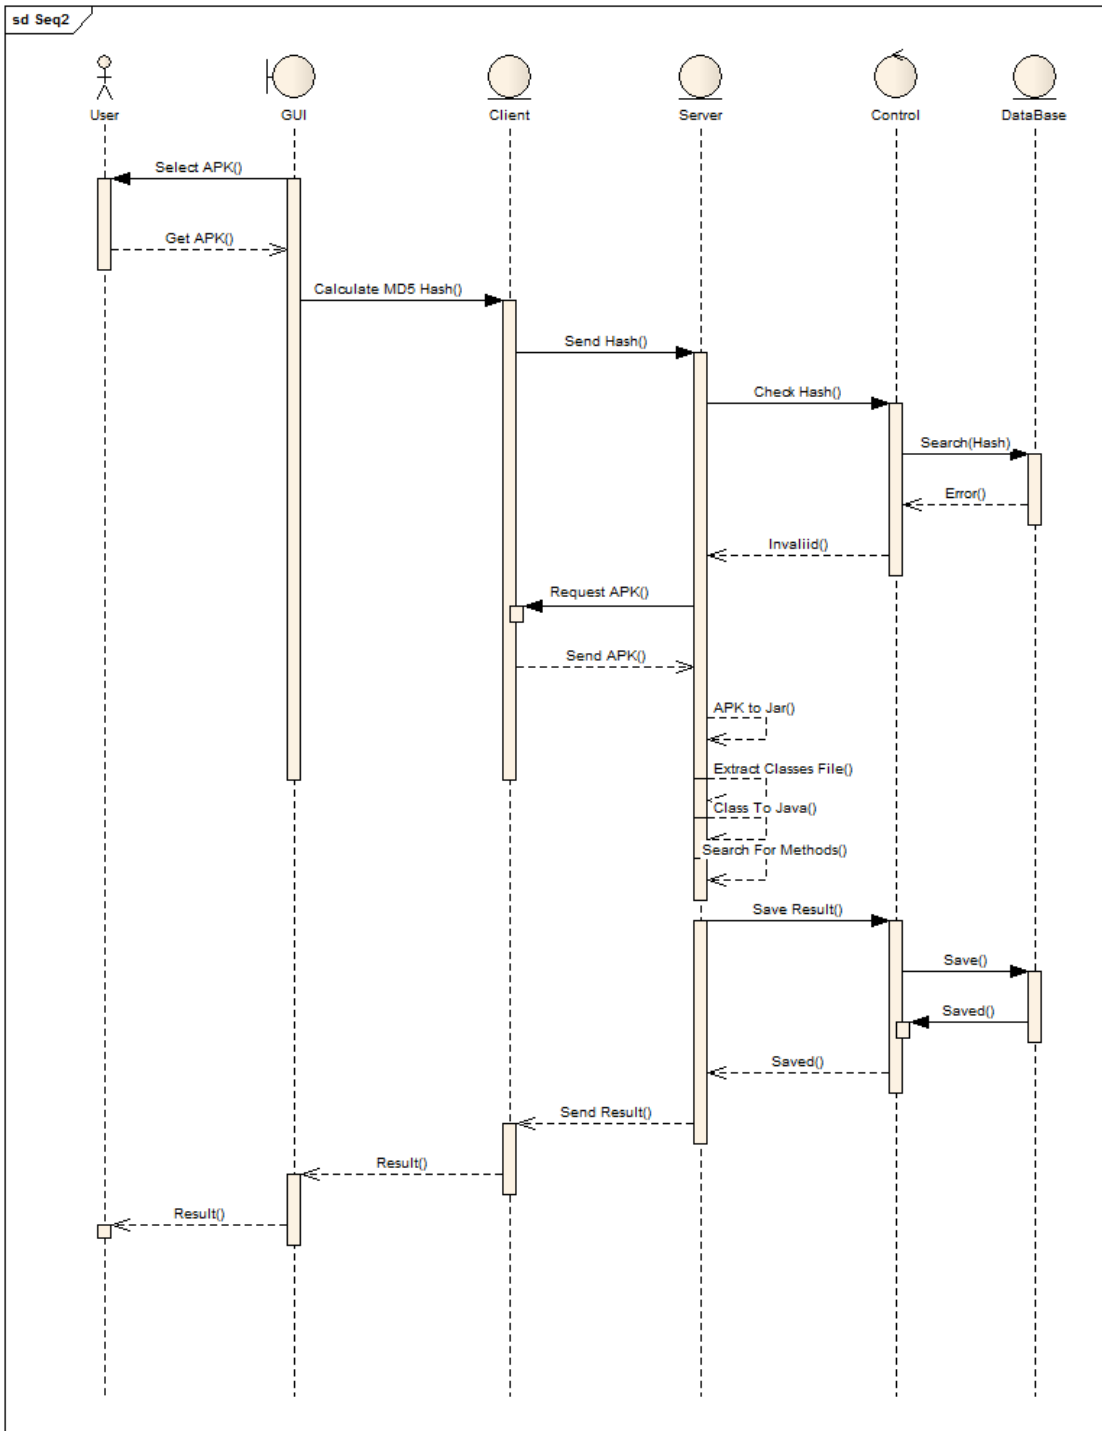 sd Seq2
User
GUI
Client
Server
Control
DataBase
Select APK()
Get APK()
Calculate MD5 Hash()
Send Hash()
Check Hash()
Search(Hash)
Error()
Invaliid()
Request APK()
Send APK()
APK to Jar()
Extract Classes File()
Class To Java()
Search For Methods()
Save Result()
Save()
Saved()
Saved()
Send Result()
Result()
Result()